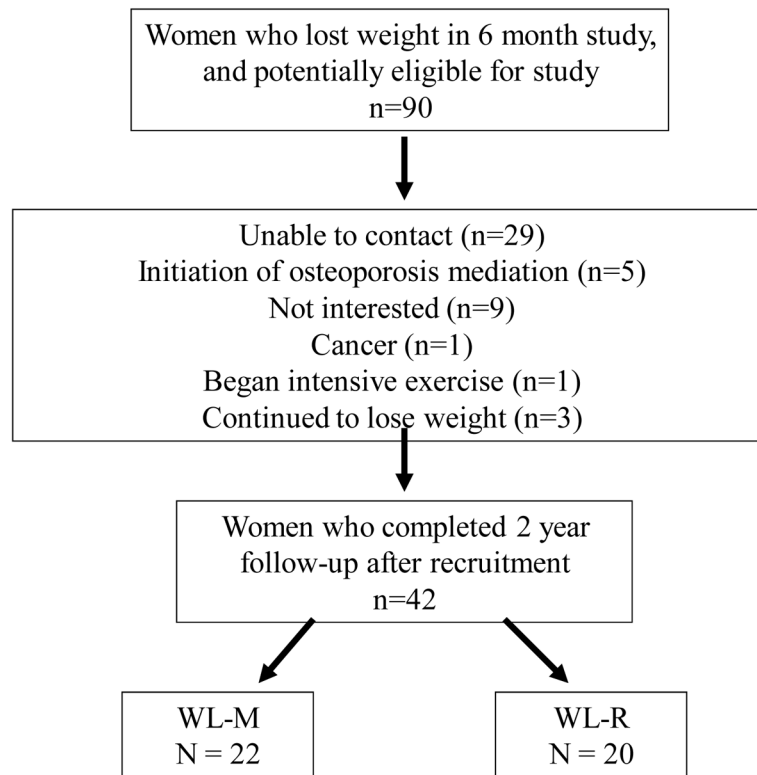 Women who lost weight in 6 month study,
and potentially eligible for study
n=90
Unable to contact (n=29)
Initiation of osteoporosis mediation (n=5)
Not interested (n=9)
Cancer (n=1)
Began intensive exercise (n=1)
Continued to lose weight (n=3)
Women who completed 2 year
follow-up after recruitment
n=42
WL-M
N = 22
WL-R
N = 20